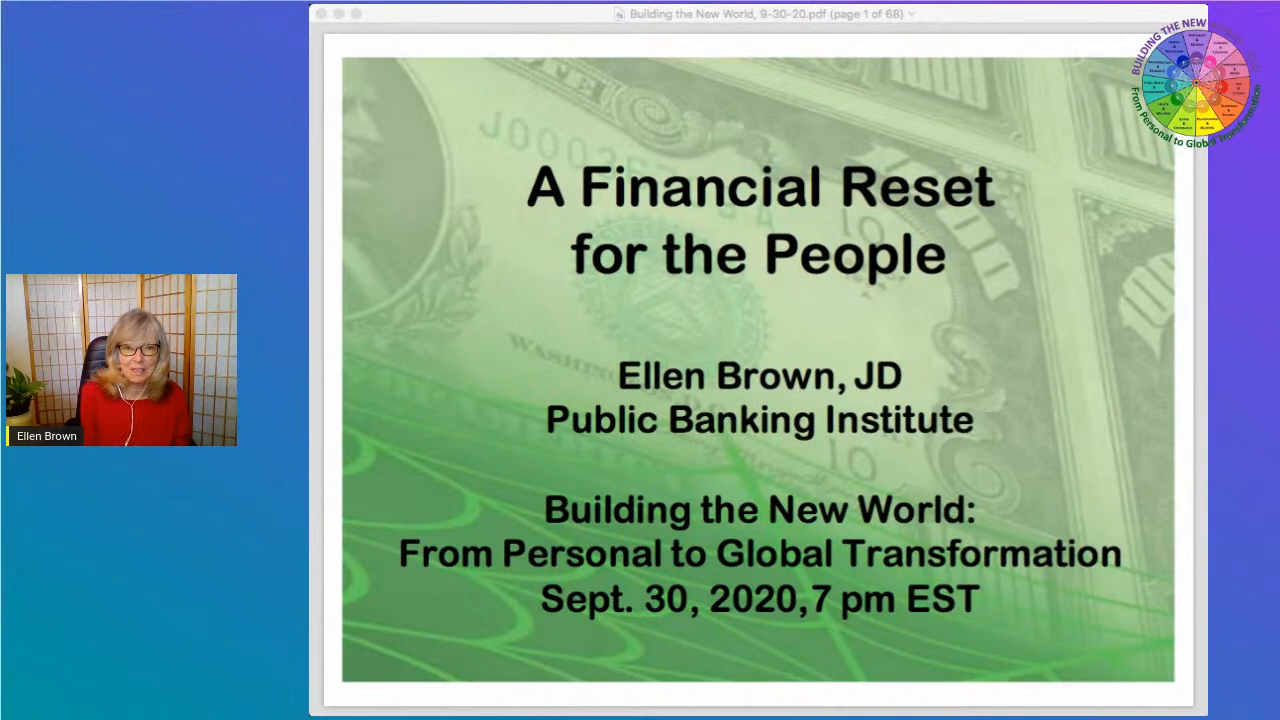 Building the New World, 9-30-20.pdf (page 1 of 68)
BUILDING THE NEW
From Personal to Global Transformation
A Financial Reset
for the People
Ellen Brown, JD
Public Banking Institute
Building the New World:
From Personal to Global Transformation
Sept. 30, 2020,7 pm EST
Ellen Brown